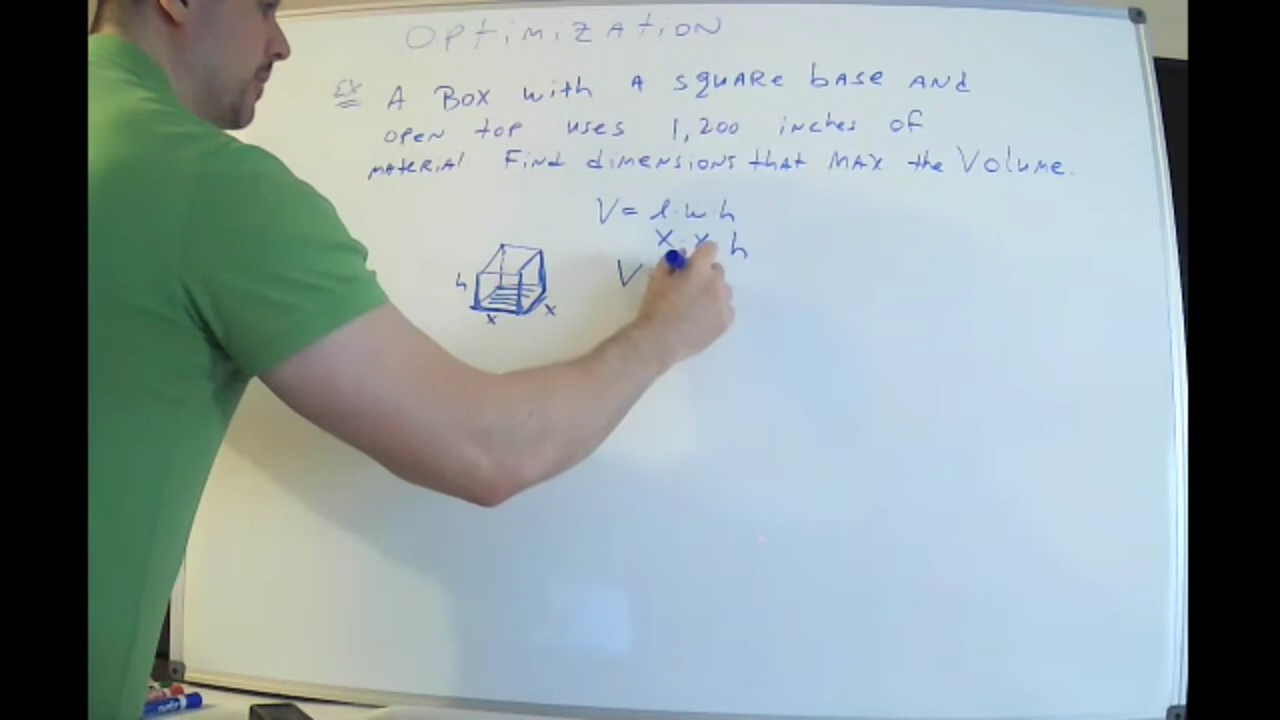 OPtimizatioN
Ex A Box with A squARe bAse AND
open top uses 1,200 inches of
mAteRiAl Find dimensions that MAX the Volume.
V = l·w·h
x·x h
V
h
x x